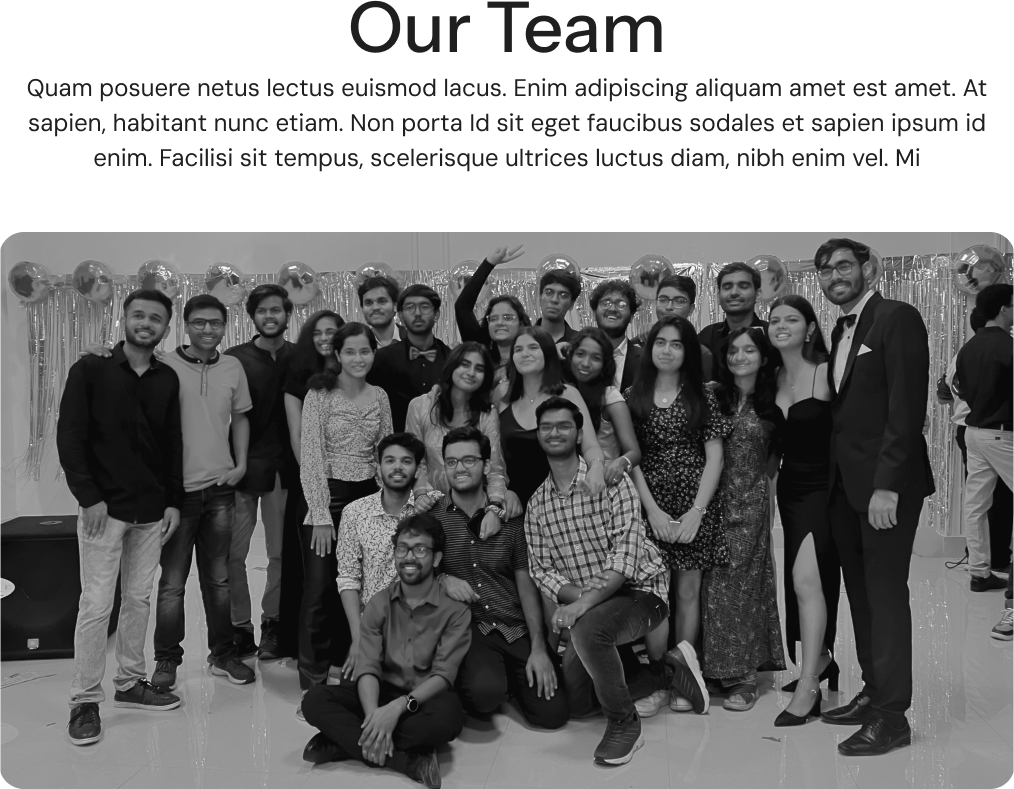 Our Team
Quam posuere netus lectus euismod lacus. Enim adipiscing aliquam amet est amet. At
sapien, habitant nunc etiam. Non porta Id sit eget faucibus sodales et sapien ipsum id
enim. Facilisi sit tempus, scelerisque ultrices luctus diam, nibh enim vel. Mi